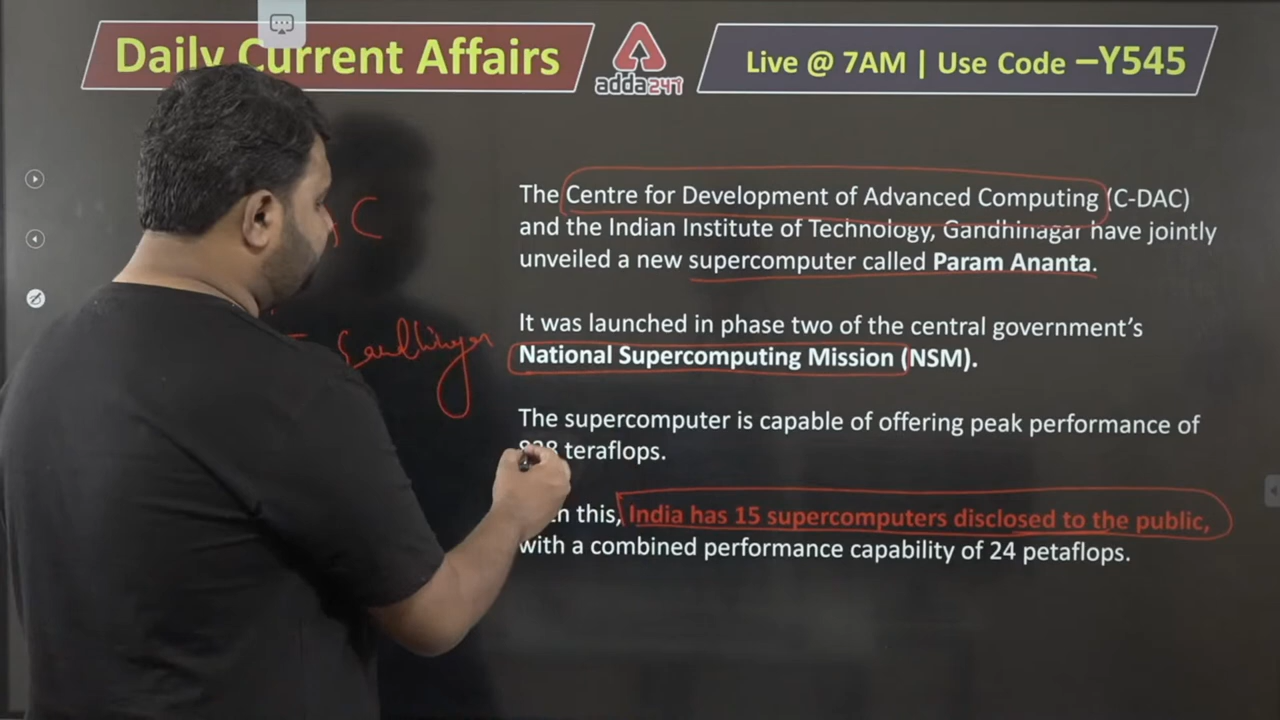 Daily Current Affairs
adda247
Live @ 7AM | Use Code –Y545
The Centre for Development of Advanced Computing (C-DAC)
and the Indian Institute of Technology, Gandhinagar have jointly
unveiled a new supercomputer called Param Ananta.
It was launched in phase two of the central government's
National Supercomputing Mission (NSM).
The supercomputer is capable of offering peak performance of
teraflops.
this, India has 15 supercomputers disclosed to the public,
with a combined performance capability of 24 petaflops.
C